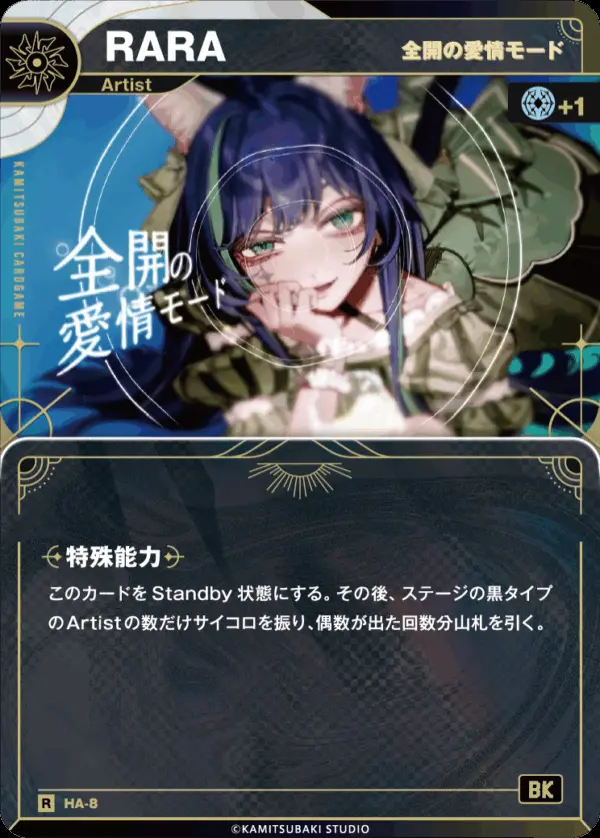 RARA
全開の愛情モード
Artist
+1
KAMITSUBAKI CARDGAME
全開の
愛情モード
特殊能力
このカードを Standby 状態にする。その後、ステージの黒タイプ
のArtistの数だけサイコロを振り、偶数が出た回数分山札を引く。
BK
R HA-8
©KAMITSUBAKI STUDIO